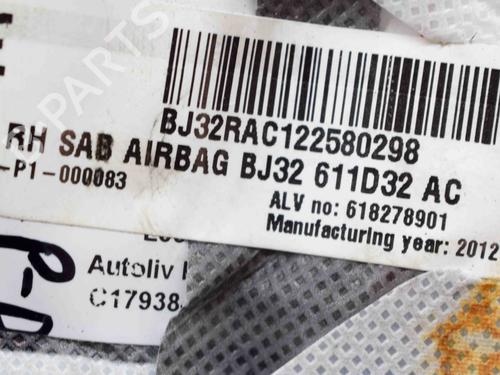 BJ32RAC122580298
RH SAB AIRBAG BJ32 611D32 AC
-P1-000083
ALV no: 618278901
Manufacturing year: 2012
Autoliv
C17938